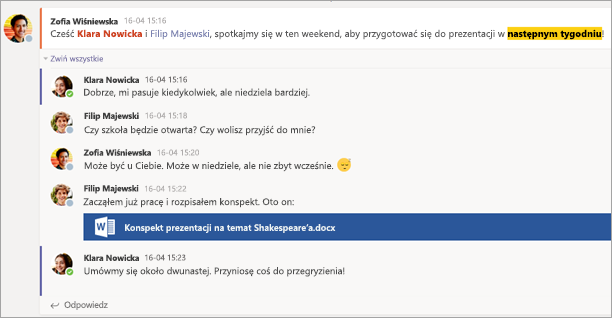 Zofia Wiśniewska 16-04 15:16
Cześć Klara Nowicka i Filip Majewski, spotkajmy się w ten weekend, aby przygotować się do prezentacji w następnym tygodniu!
Zwiń wszystkie
Klara Nowicka 16-04 15:16
Dobrze, mi pasuje kiedykolwiek, ale niedziela bardziej.
Filip Majewski 16-04 15:18
Czy szkoła będzie otwarta? Czy wolisz przyjść do mnie?
Zofia Wiśniewska 16-04 15:20
Może być u Ciebie. Może w niedziele, ale nie zbyt wcześnie. 😴
Filip Majewski 16-04 15:22
Zacząłem już pracę i rozpisałem konspekt. Oto on:
W Konspekt prezentacji na temat Shakespeare'a.docx
Klara Nowicka 16-04 15:23
Umówmy się około dwunastej. Przyniosę coś do przegryzienia!
Odpowiedz